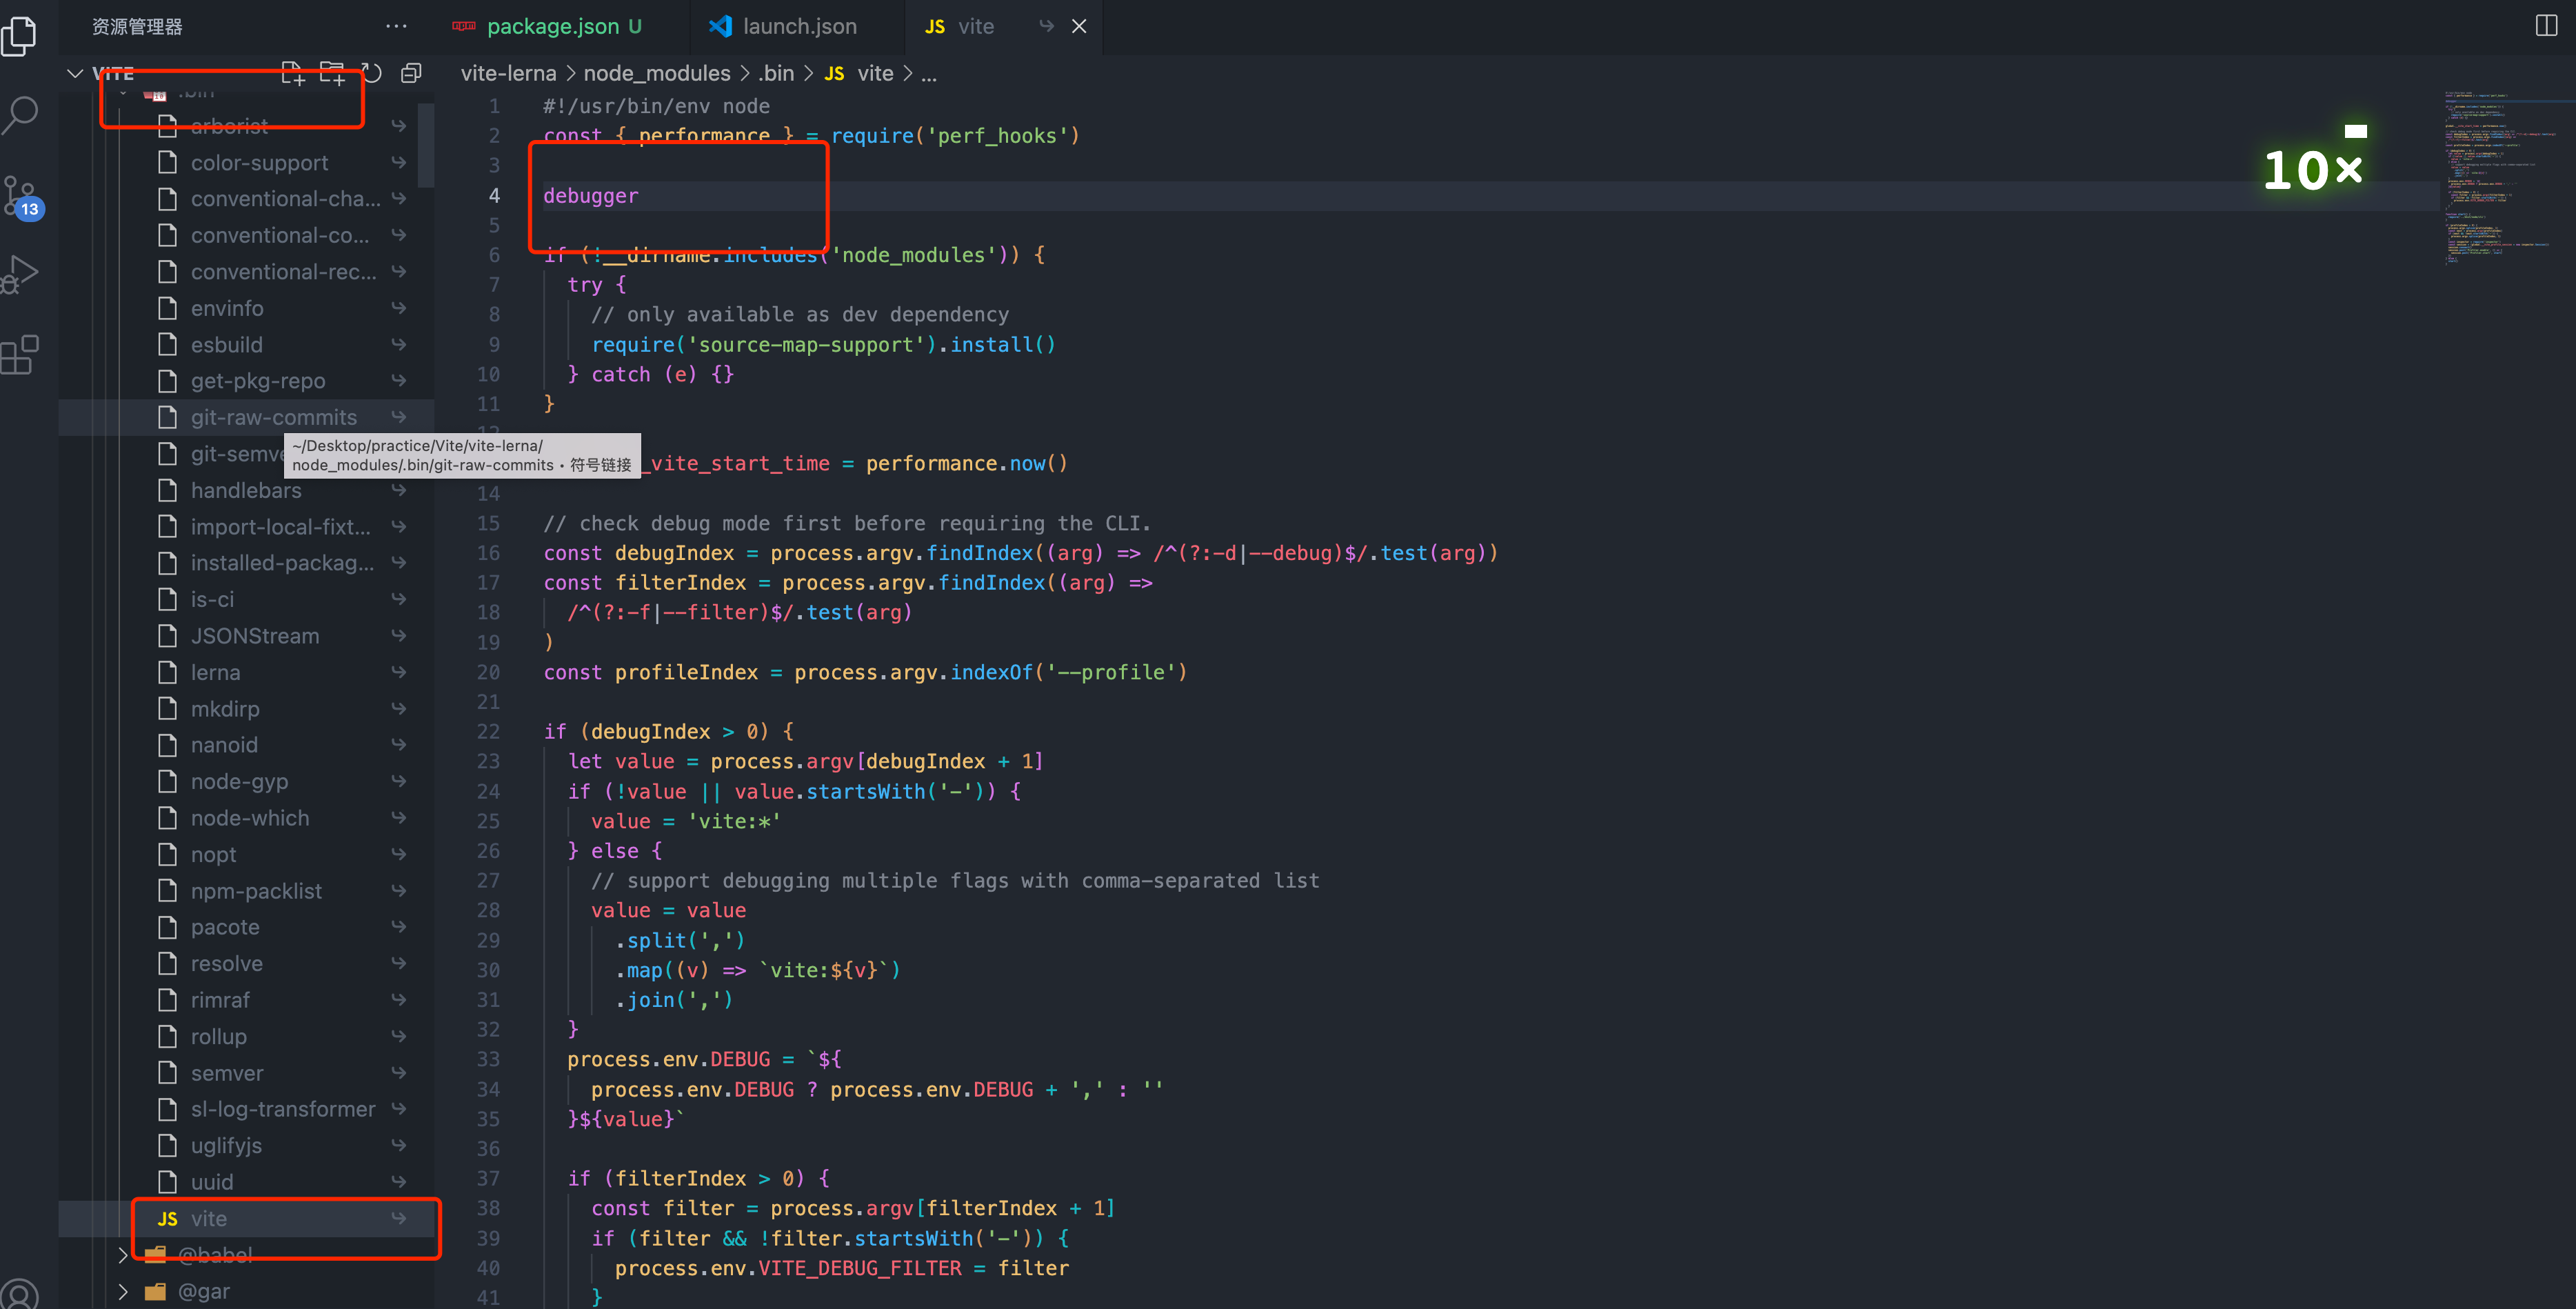 资源管理器 ···
package.json U
launch.json
JS vite
VITE
vite-lerna > node_modules > .bin > JS vite > ...
.bin
arborist
color-support
conventional-cha...
conventional-co...
conventional-rec...
envinfo
esbuild
get-pkg-repo
git-raw-commits
git-semve
~/Desktop/practice/Vite/vite-lerna/
node_modules/.bin/git-raw-commits • 符号链接
handlebars
import-local-fixt...
installed-packag...
is-ci
JSONStream
lerna
mkdirp
nanoid
node-gyp
node-which
nopt
npm-packlist
pacote
resolve
rimraf
rollup
semver
sl-log-transformer
uglifyjs
uuid
JS vite
@babel
@gar
13
10×
1 #!/usr/bin/env node
2 const { performance } = require('perf_hooks')
3
4 debugger
5
6 if (!__dirname.includes('node_modules')) {
7 try {
8 // only available as dev dependency
9 require('source-map-support').install()
10 } catch (e) {}
11 }
12
_vite_start_time = performance.now()
14
15 // check debug mode first before requiring the CLI.
16 const debugIndex = process.argv.findIndex((arg) => /^(?:-d|--debug)$/.test(arg))
17 const filterIndex = process.argv.findIndex((arg) =>
18 /^(?:-f|--filter)$/.test(arg)
19 )
20 const profileIndex = process.argv.indexOf('--profile')
21
22 if (debugIndex > 0) {
23 let value = process.argv[debugIndex + 1]
24 if (!value || value.startsWith('-')) {
25 value = 'vite:*'
26 } else {
27 // support debugging multiple flags with comma-separated list
28 value = value
29 .split(',')
30 .map((v) => `vite:${v}`)
31 .join(',')
32 }
33 process.env.DEBUG = `${
34 process.env.DEBUG ? process.env.DEBUG + ',' : ''
35 }${value}`
36
37 if (filterIndex > 0) {
38 const filter = process.argv[filterIndex + 1]
39 if (filter && !filter.startsWith('-')) {
40 process.env.VITE_DEBUG_FILTER = filter
41 }